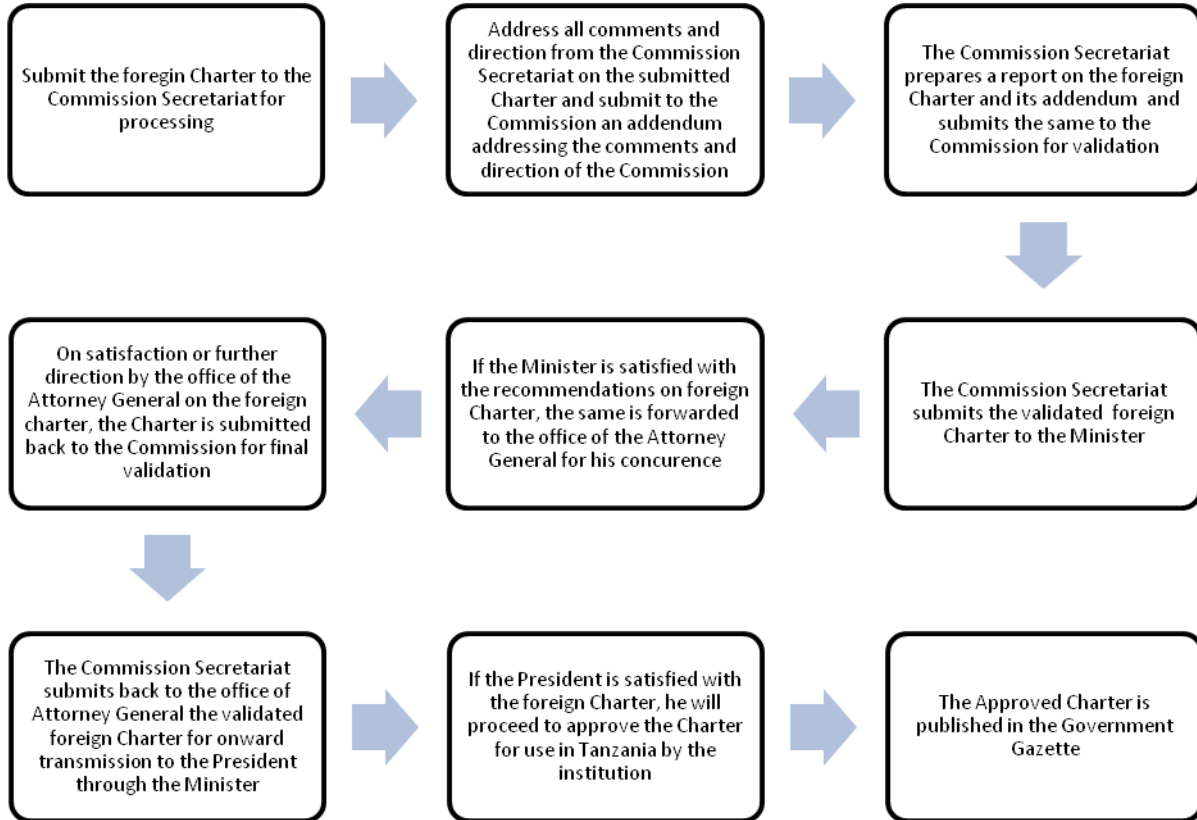 Submit the foregin Charter to the
Commission Secretariat for
processing
Address all comments and
direction from the Commission
Secretariat on the submitted
Charter and submit to the
Commission an addendum
addressing the comments and
direction of the Commission
The Commission Secretariat
prepares a report on the foreign
Charter and its addendum and
submits the same to the
Commission for validation
The Commission Secretariat
submits the validated foreign
Charter to the Minister
If the Minister is satisfied with
the recommendations on foreign
Charter, the same is forwarded
to the office of the Attorney
General for his concurence
On satisfaction or further
direction by the office of the
Attorney General on the foreign
charter, the Charter is submitted
back to the Commission for final
validation
The Commission Secretariat
submits back to the office of
Attorney General the validated
foreign Charter for onward
transmission to the President
through the Minister
If the President is satisfied with
the foreign Charter, he will
proceed to approve the Charter
for use in Tanzania by the
institution
The Approved Charter is
published in the Government
Gazette